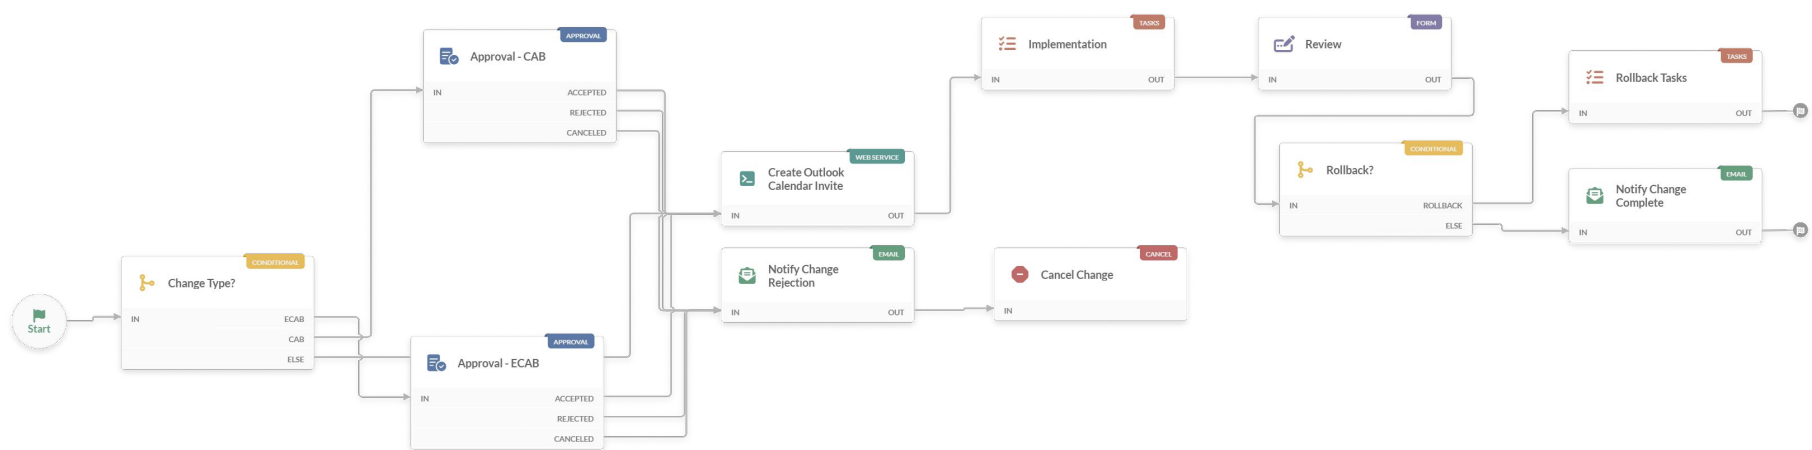 Start
CONDITIONAL
Change Type?
IN
ECAB
CAB
ELSE
APPROVAL
Approval - CAB
IN
ACCEPTED
REJECTED
CANCELED
APPROVAL
Approval - ECAB
IN
ACCEPTED
REJECTED
CANCELED
WEB SERVICE
Create Outlook
Calendar Invite
IN
OUT
EMAIL
Notify Change
Rejection
IN
OUT
TASKS
Implementation
IN
OUT
CANCEL
Cancel Change
IN
FORM
Review
IN
OUT
CONDITIONAL
Rollback?
IN
ROLLBACK
ELSE
TASKS
Rollback Tasks
IN
OUT
EMAIL
Notify Change
Complete
IN
OUT